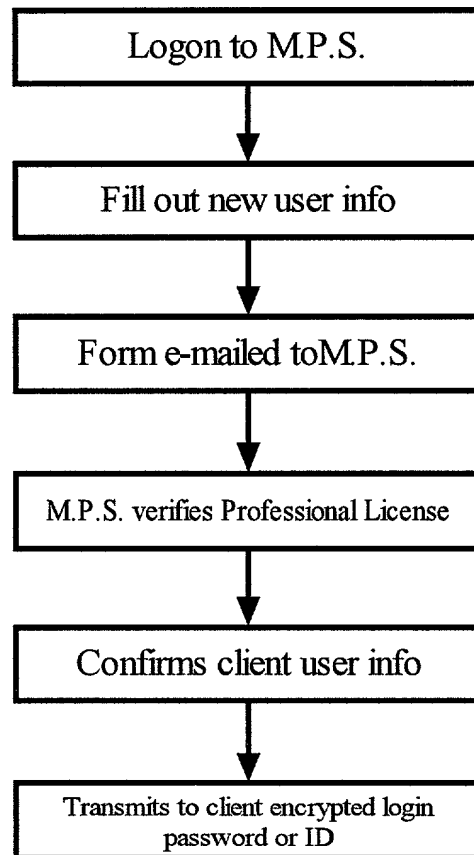 Logon to M.P.S.
Fill out new user info
Form e-mailed toM.P.S.
M.P.S. verifies Professional License
Confirms client user info
Transmits to client encrypted login
password or ID